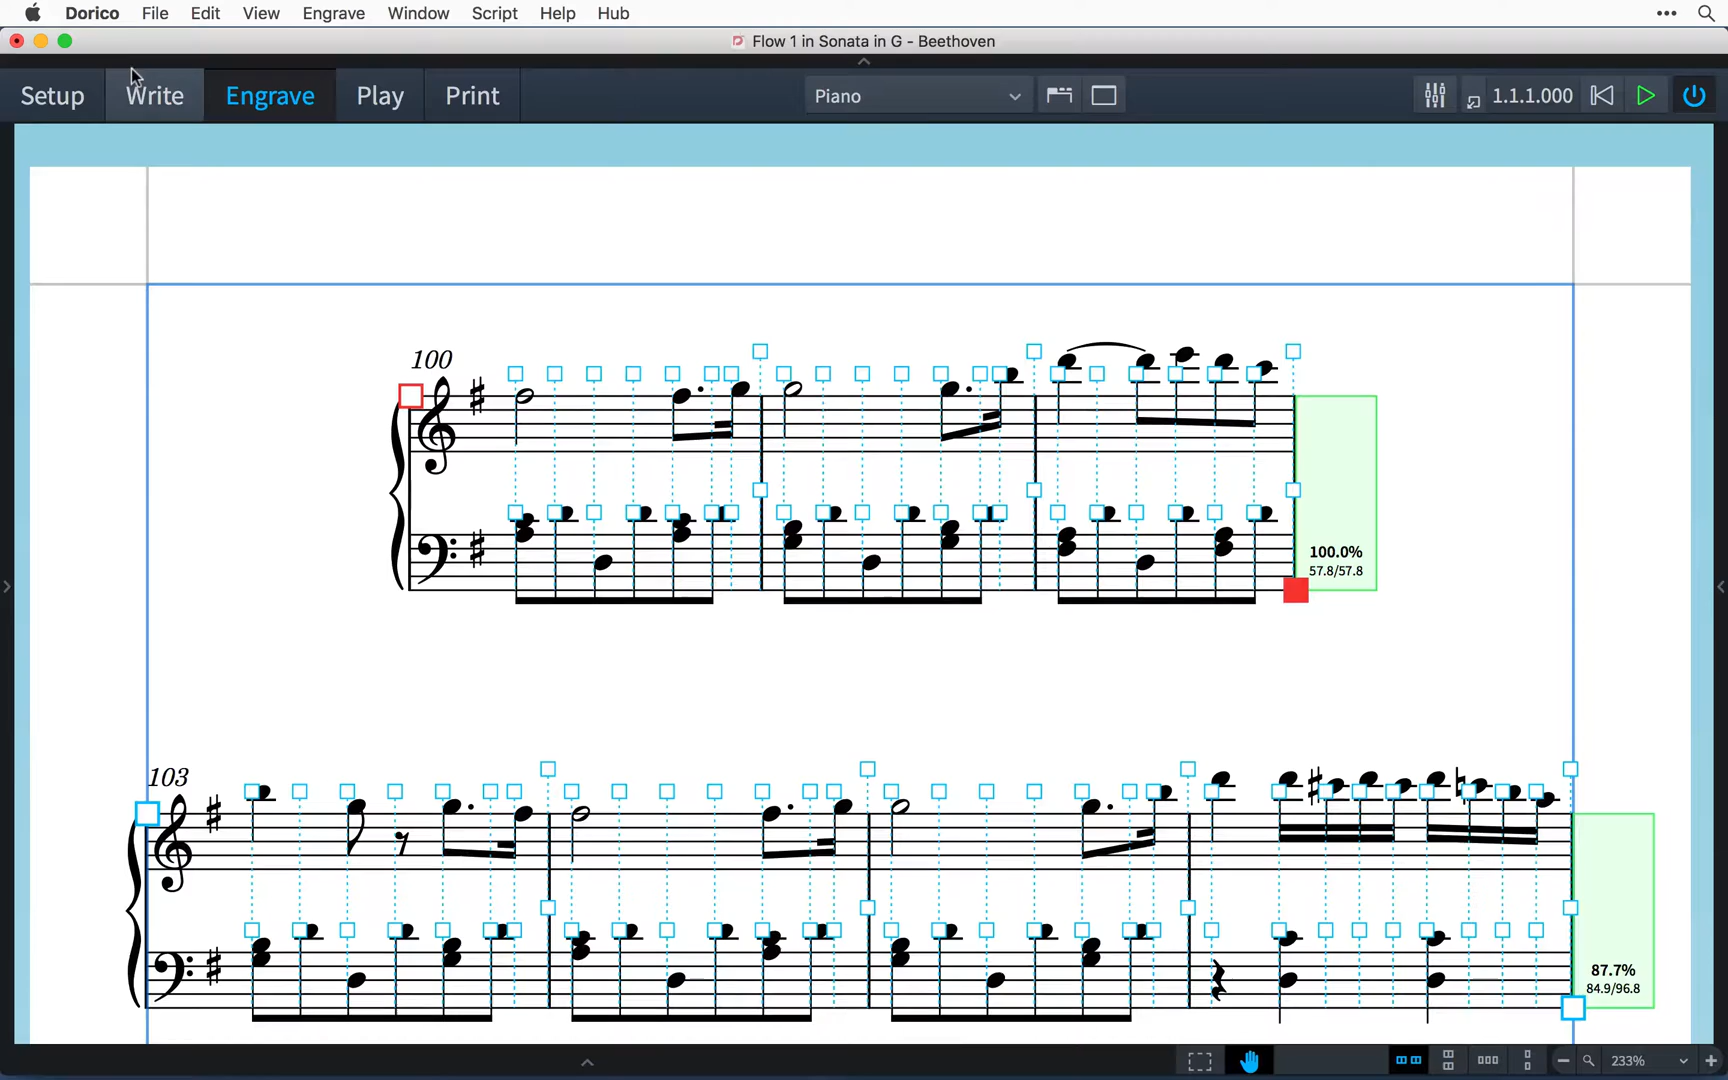 Dorico File Edit View Engrave Window Script Help Hub
Flow 1 in Sonata in G - Beethoven
Setup Write Engrave Play Print Piano 1.1.1.000
100
100.0%
57.8/57.8
103
87.7%
84.9/96.8
233%